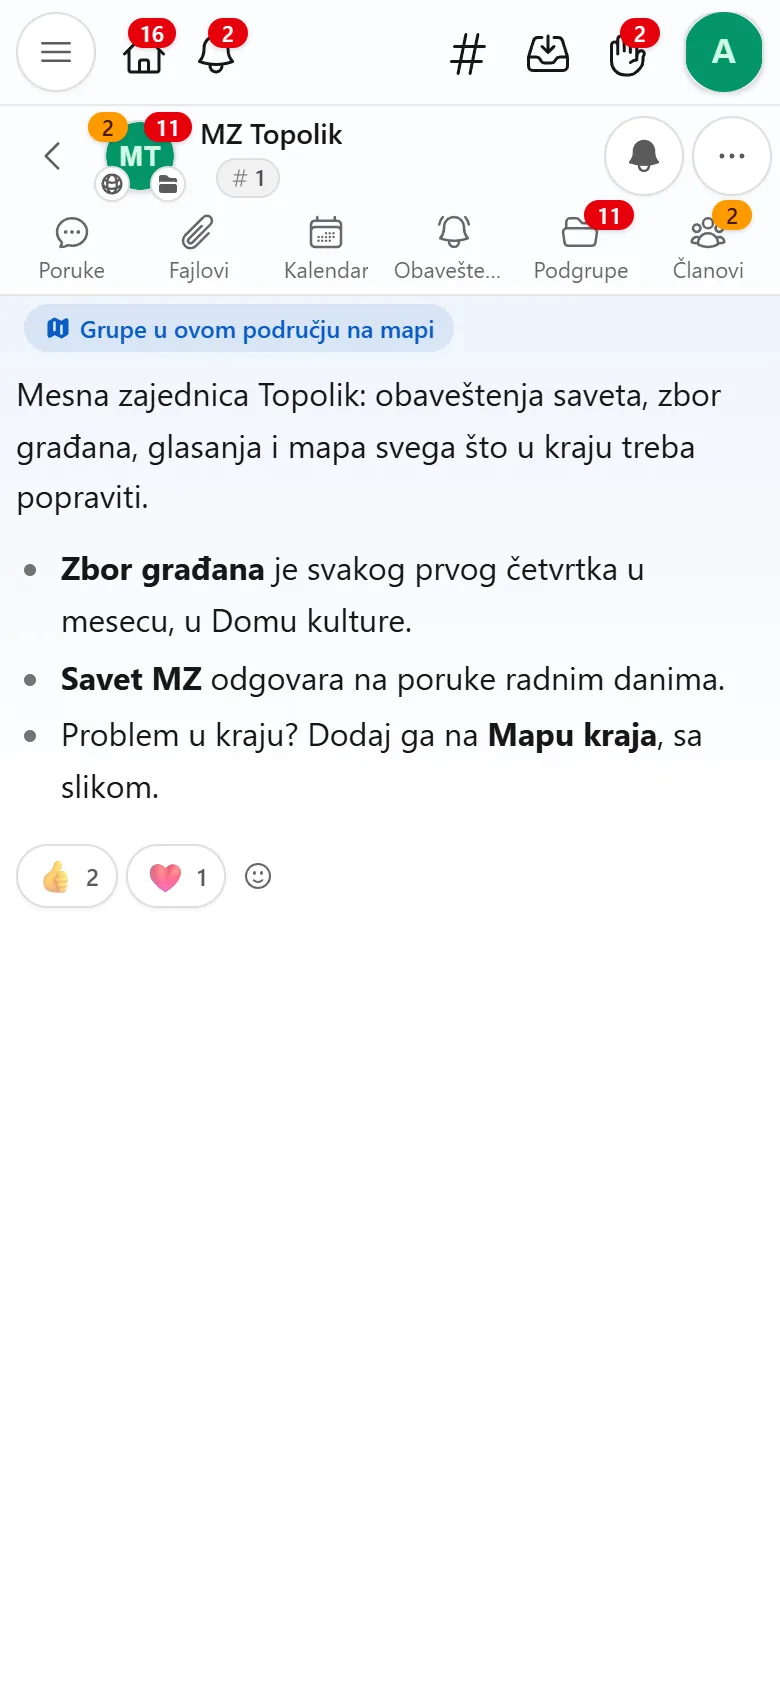 16
2
2
A
2
11
MT
MZ Topolik
# 1
Poruke
Fajlovi
Kalendar
Obavešte...
11
Podgrupe
2
Članovi
Grupe u ovom području na mapi
Mesna zajednica Topolik: obaveštenja saveta, zbor
građana, glasanja i mapa svega što u kraju treba
popraviti.
Zbor građana je svakog prvog četvrtka u
mesecu, u Domu kulture.
Savet MZ odgovara na poruke radnim danima.
Problem u kraju? Dodaj ga na Mapu kraja, sa
slikom.
2
1